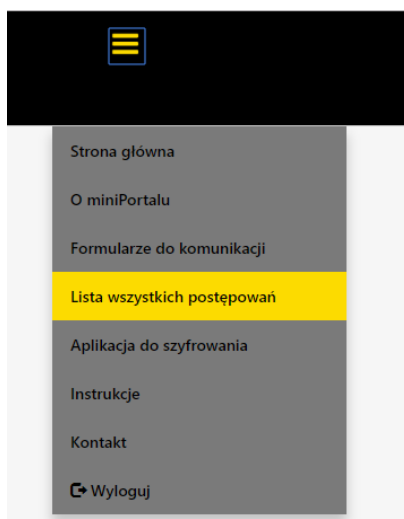 Strona główna
O miniPortalu
Formularze do komunikacji
Lista wszystkich postępowań
Aplikacja do szyfrowania
Instrukcje
Kontakt
Wyloguj